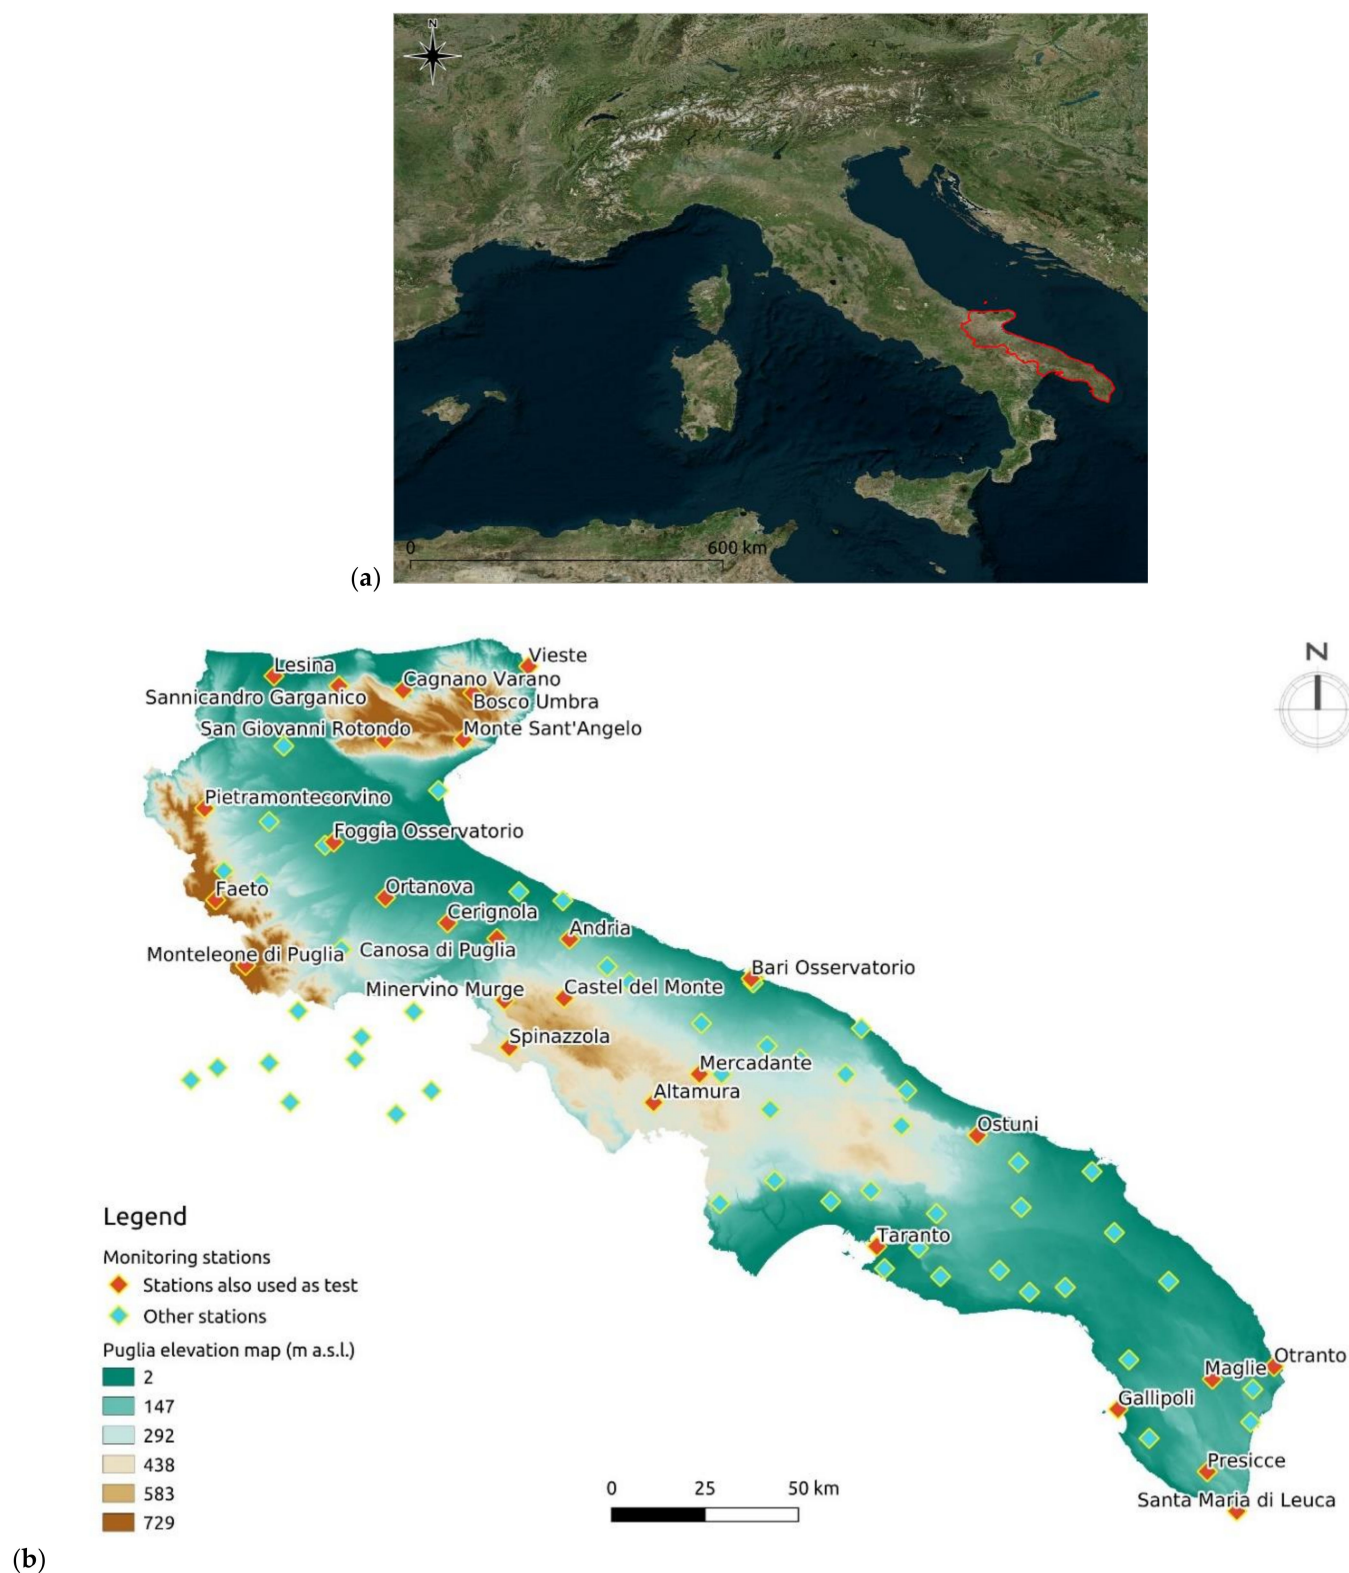 N
0
600 km
(a)
N
Vieste
Lesina
Cagnano Varano
Sannicandro Garganico
Bosco Umbra
San Giovanni Rotondo
Monte Sant'Angelo
Pietramontecorvino
Foggia Osservatorio
Faeto
Ortanova
Cerignola
Andria
Canosa di Puglia
Monteleone di Puglia
Bari Osservatorio
Minervino Murge
Castel del Monte
Spinazzola
Mercadante
Altamura
Ostuni
Taranto
Otranto
Maglie
Gallipoli
Presicce
Santa Maria di Leuca
Legend
Monitoring stations
Stations also used as test
Other stations
Puglia elevation map (m a.s.l.)
2
147
292
438
583
729
0 25 50 km
(b)